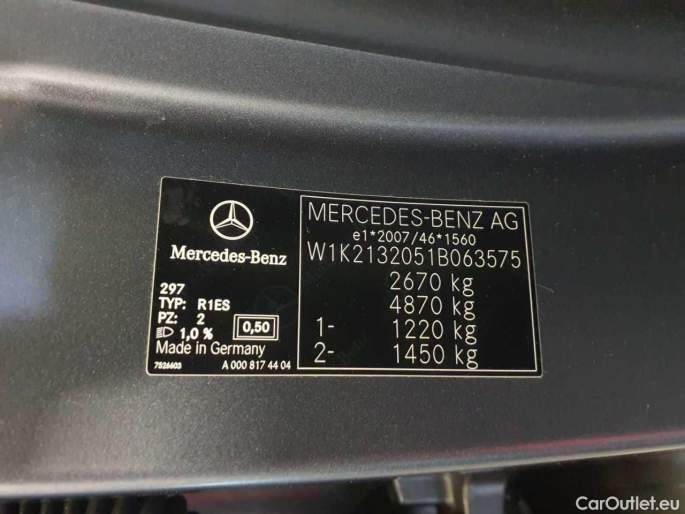 Mercedes-Benz
297
TYP: R1ES
PZ: 2
1,0 % 0,50
Made in Germany
7526603 A 000 817 44 04
MERCEDES-BENZ AG
e1*2007/46*1560
W1K2132051B063575
2670 kg
4870 kg
1- 1220 kg
2- 1450 kg
CarOutlet.eu